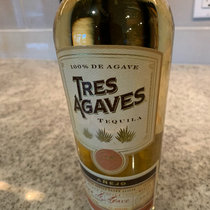 100% DE AGAVE
TRES
AGAVES
TEQUILA
AÑEJO